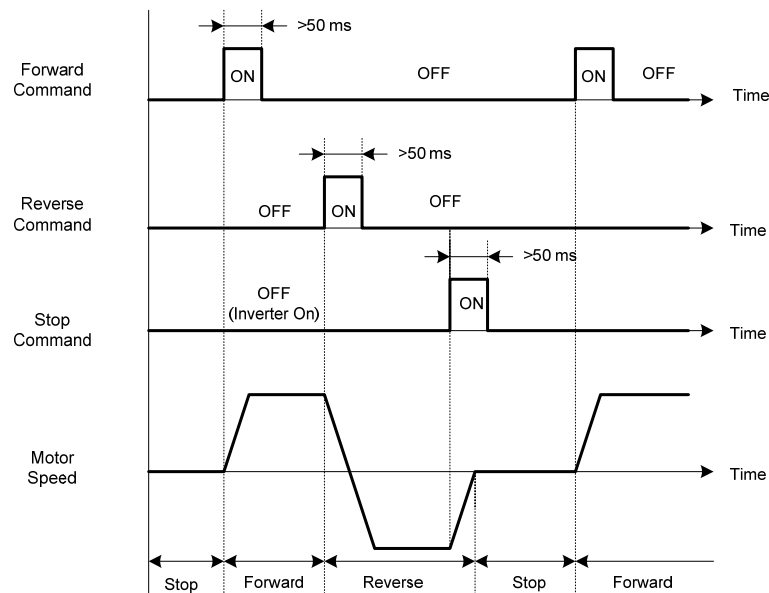 >50 ms
Forward
Command
ON
OFF
ON
OFF
Time
>50 ms
Reverse
Command
OFF
ON
OFF
Time
>50 ms
Stop
Command
OFF
(Inverter On)
ON
Time
Motor
Speed
Time
Stop
Forward
Reverse
Stop
Forward